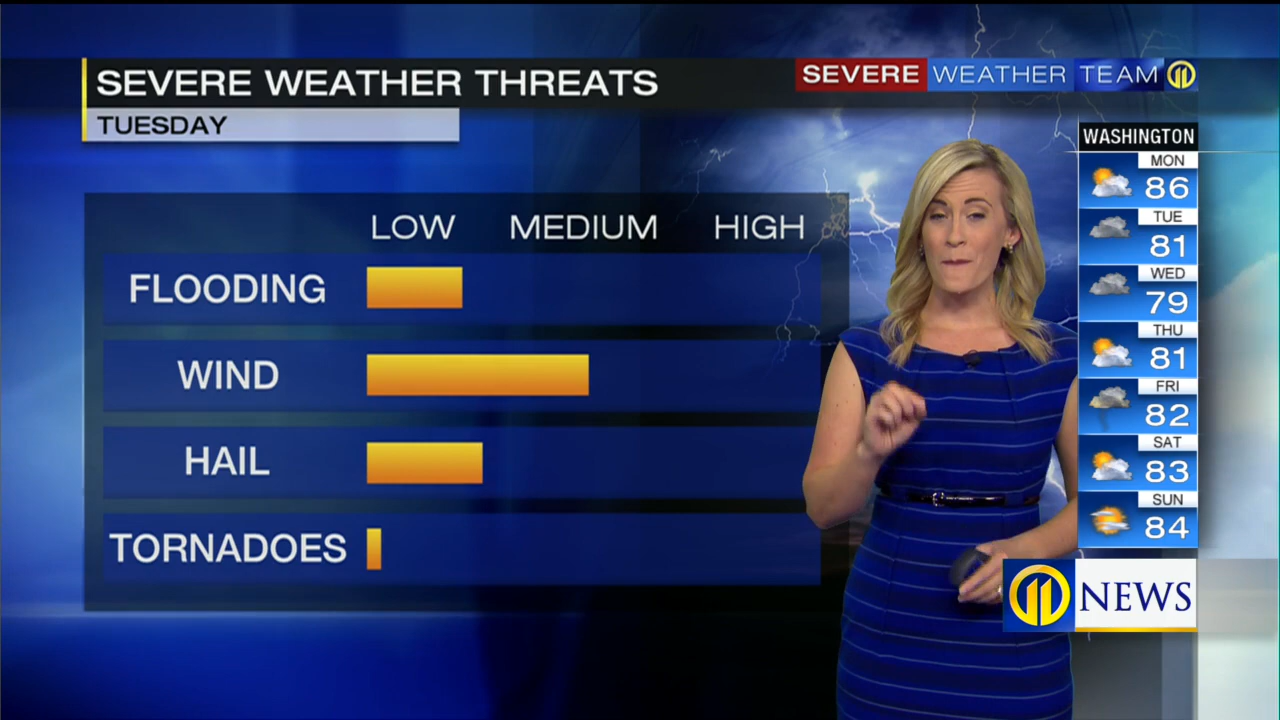 SEVERE WEATHER THREATS
TUESDAY
SEVERE WEATHER TEAM 11
LOW MEDIUM HIGH
FLOODING
WIND
HAIL
TORNADOES
WASHINGTON
MON
86
TUE
81
WED
79
THU
81
FRI
82
SAT
83
SUN
84
11 NEWS